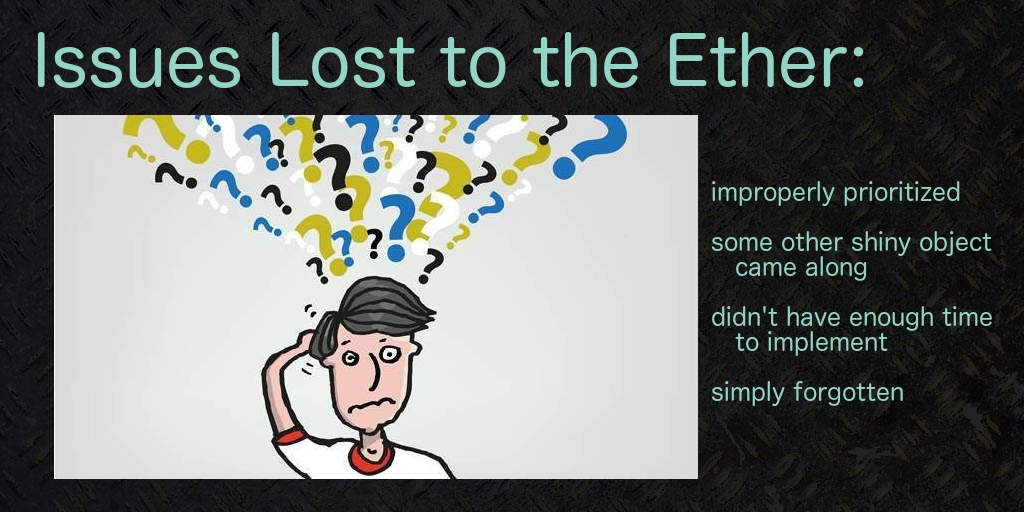 Issues Lost to the Ether:
improperly prioritized
some other shiny object
came along
didn't have enough time
to implement
simply forgotten